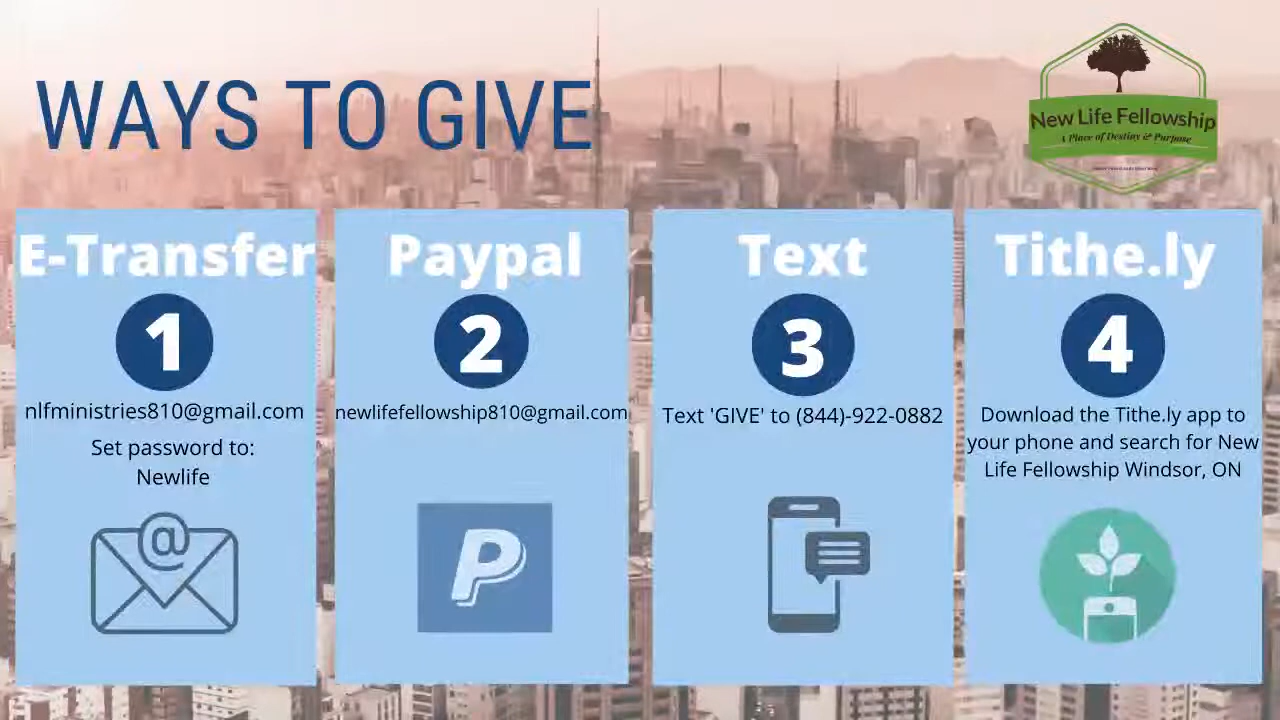 WAYS TO GIVE
New Life Fellowship
A Place of Destiny & Purpose
E-Transfer
1
nlfministries810@gmail.com
Set password to:
Newlife
@
Paypal
2
newlifefellowship810@gmail.com
P
Text
3
Text 'GIVE' to (844)-922-0882
Tithe.ly
4
Download the Tithe.ly app to
your phone and search for New
Life Fellowship Windsor, ON